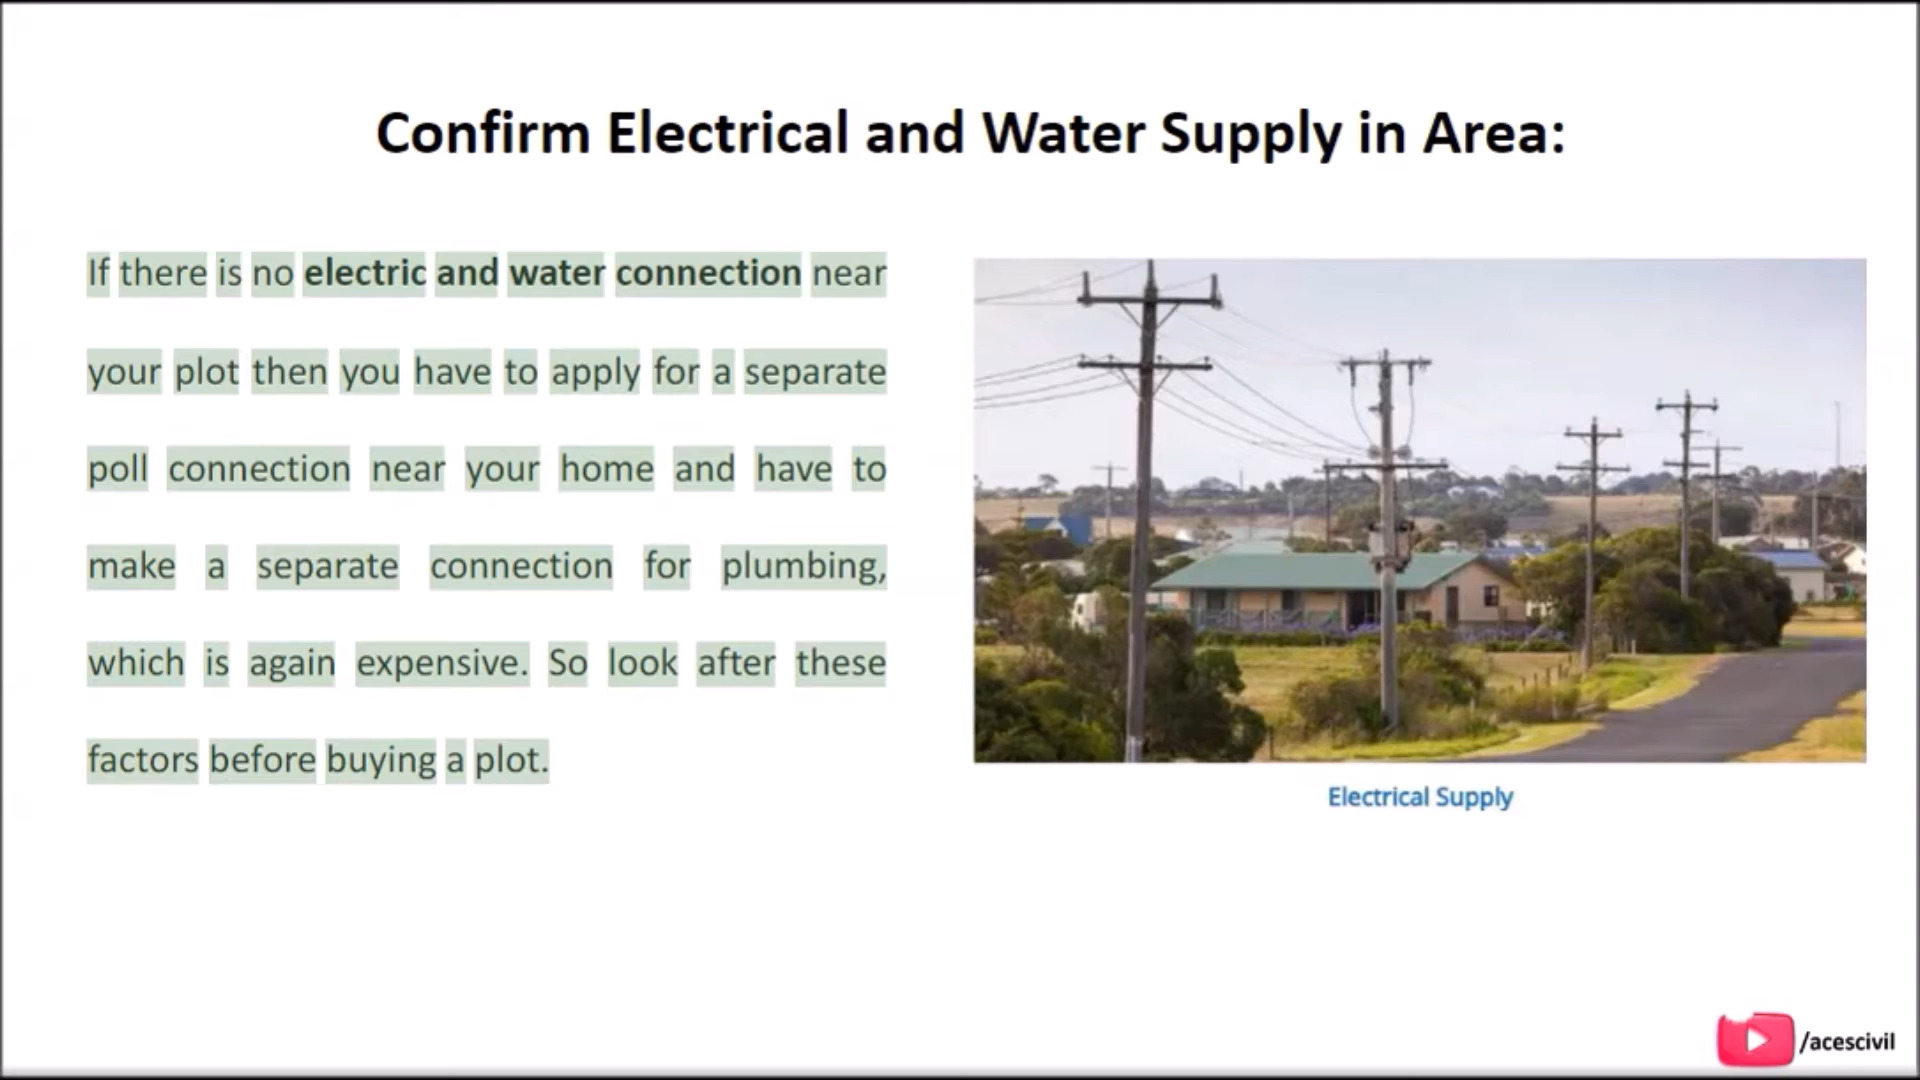 Confirm Electrical and Water Supply in Area:
If there is no electric and water connection near
your plot then you have to apply for a separate
poll connection near your home and have to
make a separate connection for plumbing,
which is again expensive. So look after these
factors before buying a plot.
Electrical Supply
/acescivil